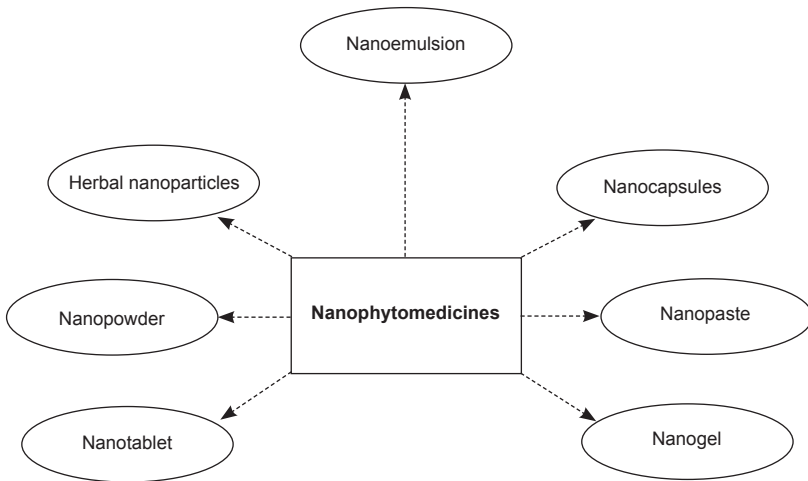 Nanoemulsion
Herbal nanoparticles
Nanocapsules
Nanophytomedicines
Nanopowder
Nanopaste
Nanotablet
Nanogel